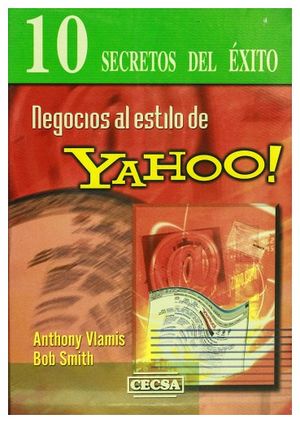 10 SECRETOS DEL ÉXITO
Negocios al estilo de
YAHOO!
Anthony Vlamis
Bob Smith
CECSA